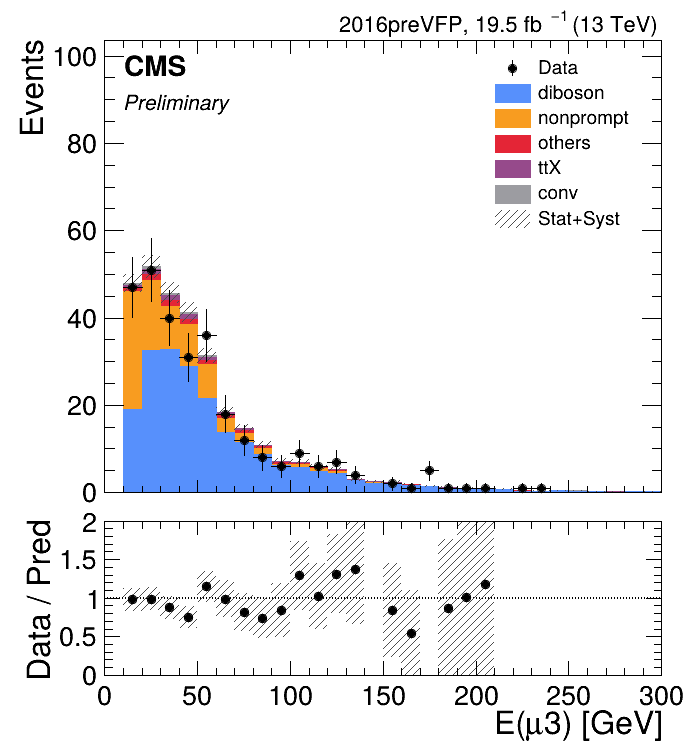 2016preVFP, 19.5 fb⁻¹ (13 TeV)
Events
100
80
60
40
20
0
CMS
Preliminary
Data
diboson
nonprompt
others
ttX
conv
Stat+Syst
Data / Pred
2
1.5
1
0.5
0
0 50 100 150 200 250 300
E(μ3) [GeV]